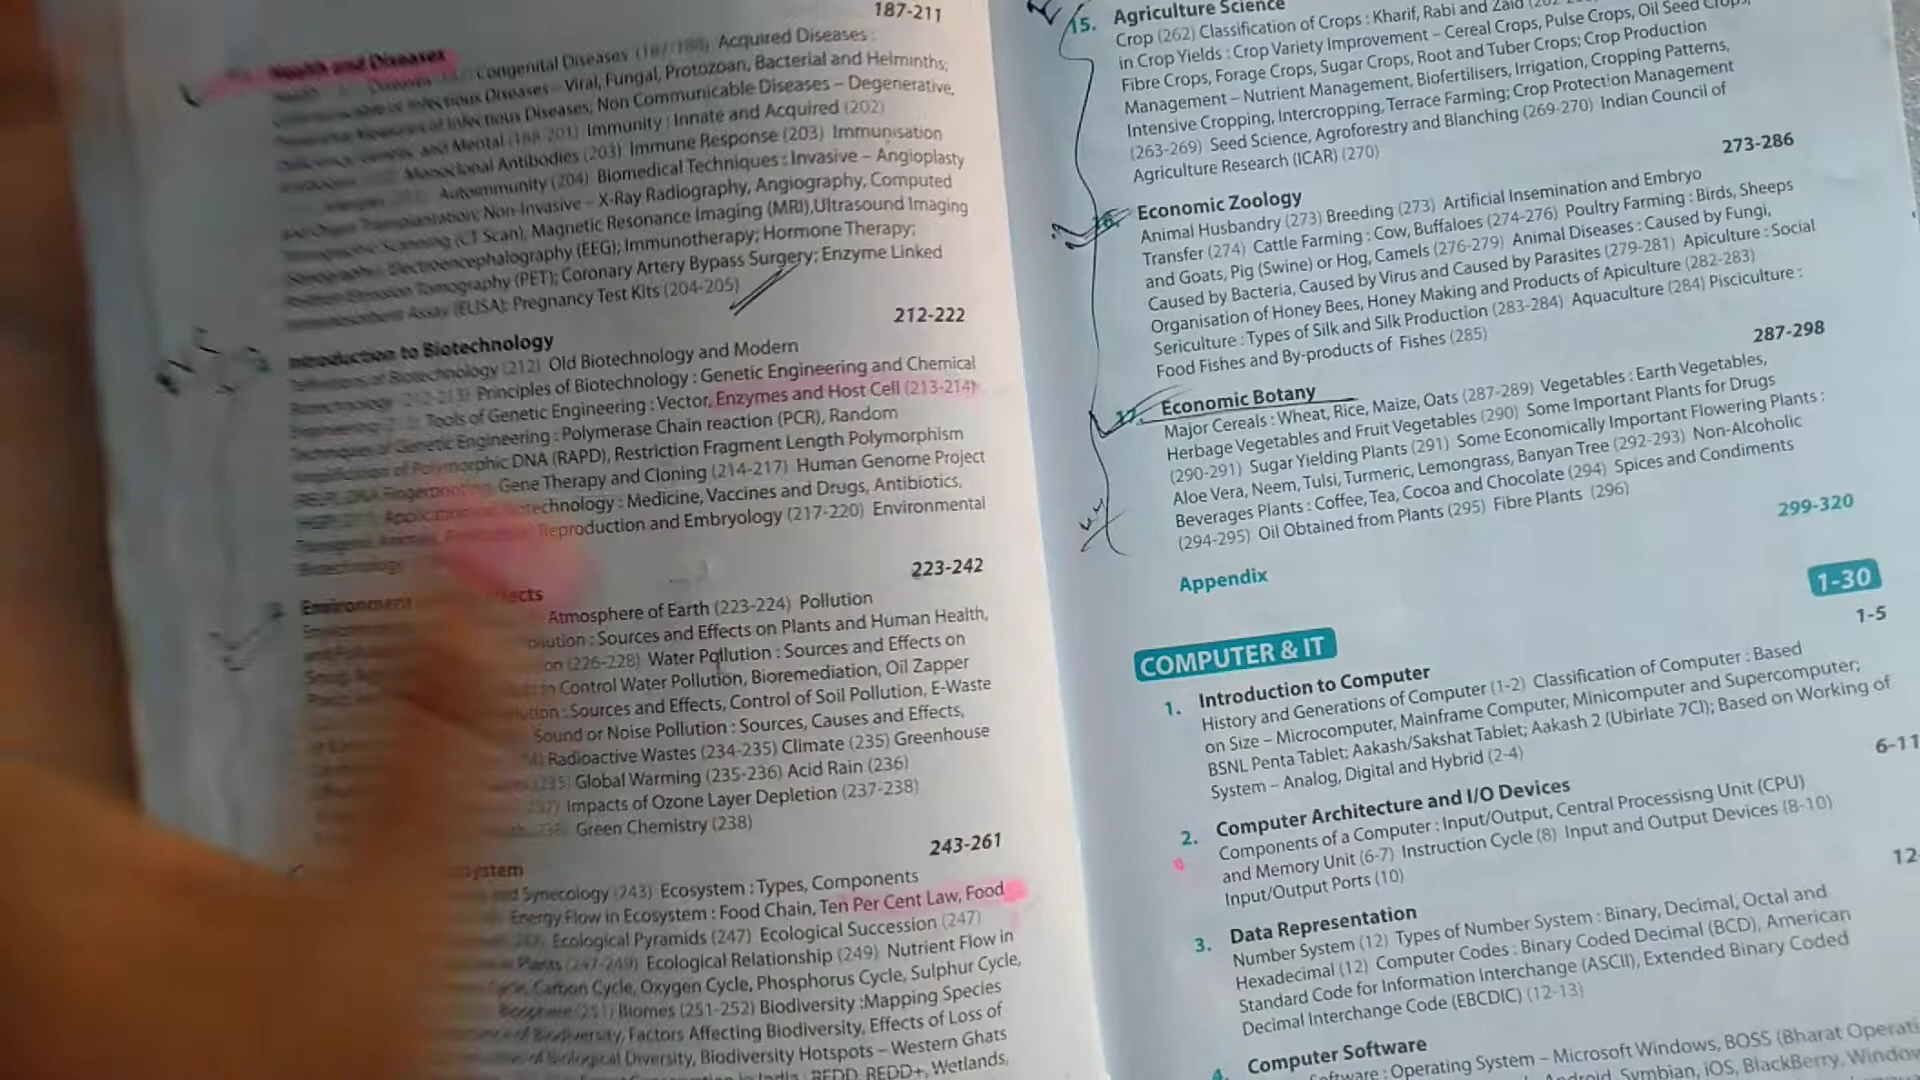 187-211
Health and Diseases
Congenital Diseases (187-188) Acquired Diseases :
Infectious Diseases – Viral, Fungal, Protozoan, Bacterial and Helminths;
Measures of Infectious Diseases; Non Communicable Diseases – Degenerative,
and Mental (188-201) Immunity : Innate and Acquired (202)
Monoclonal Antibodies (203) Immune Response (203) Immunisation
Autoimmunity (204) Biomedical Techniques : Invasive – Angioplasty
Transplantation; Non-Invasive – X-Ray Radiography, Angiography, Computed
Scanning (CT Scan), Magnetic Resonance Imaging (MRI),Ultrasound Imaging
Electroencephalography (EEG); Immunotherapy; Hormone Therapy;
Tomography (PET); Coronary Artery Bypass Surgery; Enzyme Linked
Assay (ELISA); Pregnancy Test Kits (204-205)
212-222
Introduction to Biotechnology
Definitions of Biotechnology (212) Old Biotechnology and Modern
Biotechnology (212-213) Principles of Biotechnology : Genetic Engineering and Chemical
Engineering Tools of Genetic Engineering : Vector, Enzymes and Host Cell (213-214)
Techniques of Genetic Engineering : Polymerase Chain reaction (PCR), Random
Amplification of Polymorphic DNA (RAPD), Restriction Fragment Length Polymorphism
DNA Fingerprinting, Gene Therapy and Cloning (214-217) Human Genome Project
Application of Biotechnology : Medicine, Vaccines and Drugs, Antibiotics,
Transgenic Animals, Reproduction and Embryology (217-220) Environmental
Biotechnology
223-242
Environment
Atmosphere of Earth (223-224) Pollution
: Sources and Effects on Plants and Human Health,
(226-228) Water Pollution : Sources and Effects on
Control Water Pollution, Bioremediation, Oil Zapper
: Sources and Effects, Control of Soil Pollution, E-Waste
Sound or Noise Pollution : Sources, Causes and Effects,
Radioactive Wastes (234-235) Climate (235) Greenhouse
(235) Global Warming (235-236) Acid Rain (236)
Impacts of Ozone Layer Depletion (237-238)
Green Chemistry (238)
243-261
and Synecology (243) Ecosystem : Types, Components
Energy Flow in Ecosystem : Food Chain, Ten Per Cent Law, Food
Ecological Pyramids (247) Ecological Succession (247)
Plants (247-249) Ecological Relationship (249) Nutrient Flow in
Carbon Cycle, Oxygen Cycle, Phosphorus Cycle, Sulphur Cycle,
Biosphere (251) Biomes (251-252) Biodiversity :Mapping Species
of Biodiversity, Factors Affecting Biodiversity, Effects of Loss of
of Biological Diversity, Biodiversity Hotspots – Western Ghats
in India : REDD, REDD+, Wetlands,
15. Agriculture Science
Crop (262) Classification of Crops : Kharif, Rabi and Zaid
in Crop Yields : Crop Variety Improvement – Cereal Crops, Pulse Crops, Oil Seed Crops,
Fibre Crops, Forage Crops, Sugar Crops, Root and Tuber Crops; Crop Production
Management – Nutrient Management, Biofertilisers, Irrigation, Cropping Patterns,
Intensive Cropping, Intercropping, Terrace Farming; Crop Protection Management
(263-269) Seed Science, Agroforestry and Blanching (269-270) Indian Council of
Agriculture Research (ICAR) (270)
273-286
16. Economic Zoology
Animal Husbandry (273) Breeding (273) Artificial Insemination and Embryo
Transfer (274) Cattle Farming : Cow, Buffaloes (274-276) Poultry Farming : Birds, Sheeps
and Goats, Pig (Swine) or Hog, Camels (276-279) Animal Diseases : Caused by Fungi,
Caused by Bacteria, Caused by Virus and Caused by Parasites (279-281) Apiculture : Social
Organisation of Honey Bees, Honey Making and Products of Apiculture (282-283)
Sericulture : Types of Silk and Silk Production (283-284) Aquaculture (284) Pisciculture :
Food Fishes and By-products of Fishes (285)
287-298
17. Economic Botany
Major Cereals : Wheat, Rice, Maize, Oats (287-289) Vegetables : Earth Vegetables,
Herbage Vegetables and Fruit Vegetables (290) Some Important Plants for Drugs
(290-291) Sugar Yielding Plants (291) Some Economically Important Flowering Plants :
Aloe Vera, Neem, Tulsi, Turmeric, Lemongrass, Banyan Tree (292-293) Non-Alcoholic
Beverages Plants : Coffee, Tea, Cocoa and Chocolate (294) Spices and Condiments
(294-295) Oil Obtained from Plants (295) Fibre Plants (296)
299-320
Appendix
1-30
COMPUTER & IT
1-5
1. Introduction to Computer
History and Generations of Computer (1-2) Classification of Computer : Based
on Size – Microcomputer, Mainframe Computer, Minicomputer and Supercomputer;
BSNL Penta Tablet; Aakash/Sakshat Tablet; Aakash 2 (Ubirlate 7CI); Based on Working of
System – Analog, Digital and Hybrid (2-4)
6-11
2. Computer Architecture and I/O Devices
Components of a Computer : Input/Output, Central Processisng Unit (CPU)
and Memory Unit (6-7) Instruction Cycle (8) Input and Output Devices (8-10)
Input/Output Ports (10)
12-
3. Data Representation
Number System (12) Types of Number System : Binary, Decimal, Octal and
Hexadecimal (12) Computer Codes : Binary Coded Decimal (BCD), American
Standard Code for Information Interchange (ASCII), Extended Binary Coded
Decimal Interchange Code (EBCDIC) (12-13)
4. Computer Software
Software : Operating System – Microsoft Windows, BOSS (Bharat Operati
Android, Symbian, iOS, BlackBerry, Window